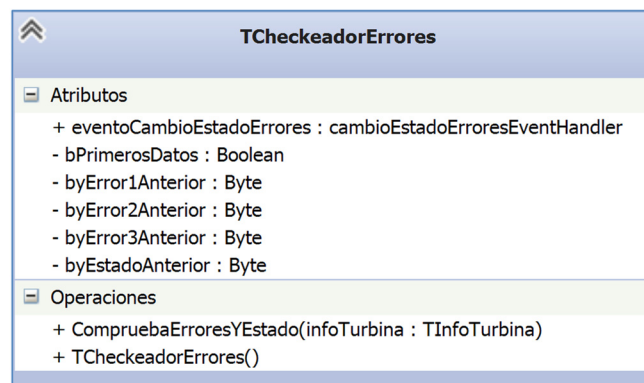 TCheckeadorErrores
Atributos
+ eventoCambioEstadoErrores : cambioEstadoErroresEventHandler
- bPrimerosDatos : Boolean
- byError1Anterior : Byte
- byError2Anterior : Byte
- byError3Anterior : Byte
- byEstadoAnterior : Byte
Operaciones
+ CompruebaErroresYEstado(infoTurbina : TInfoTurbina)
+ TCheckeadorErrores()